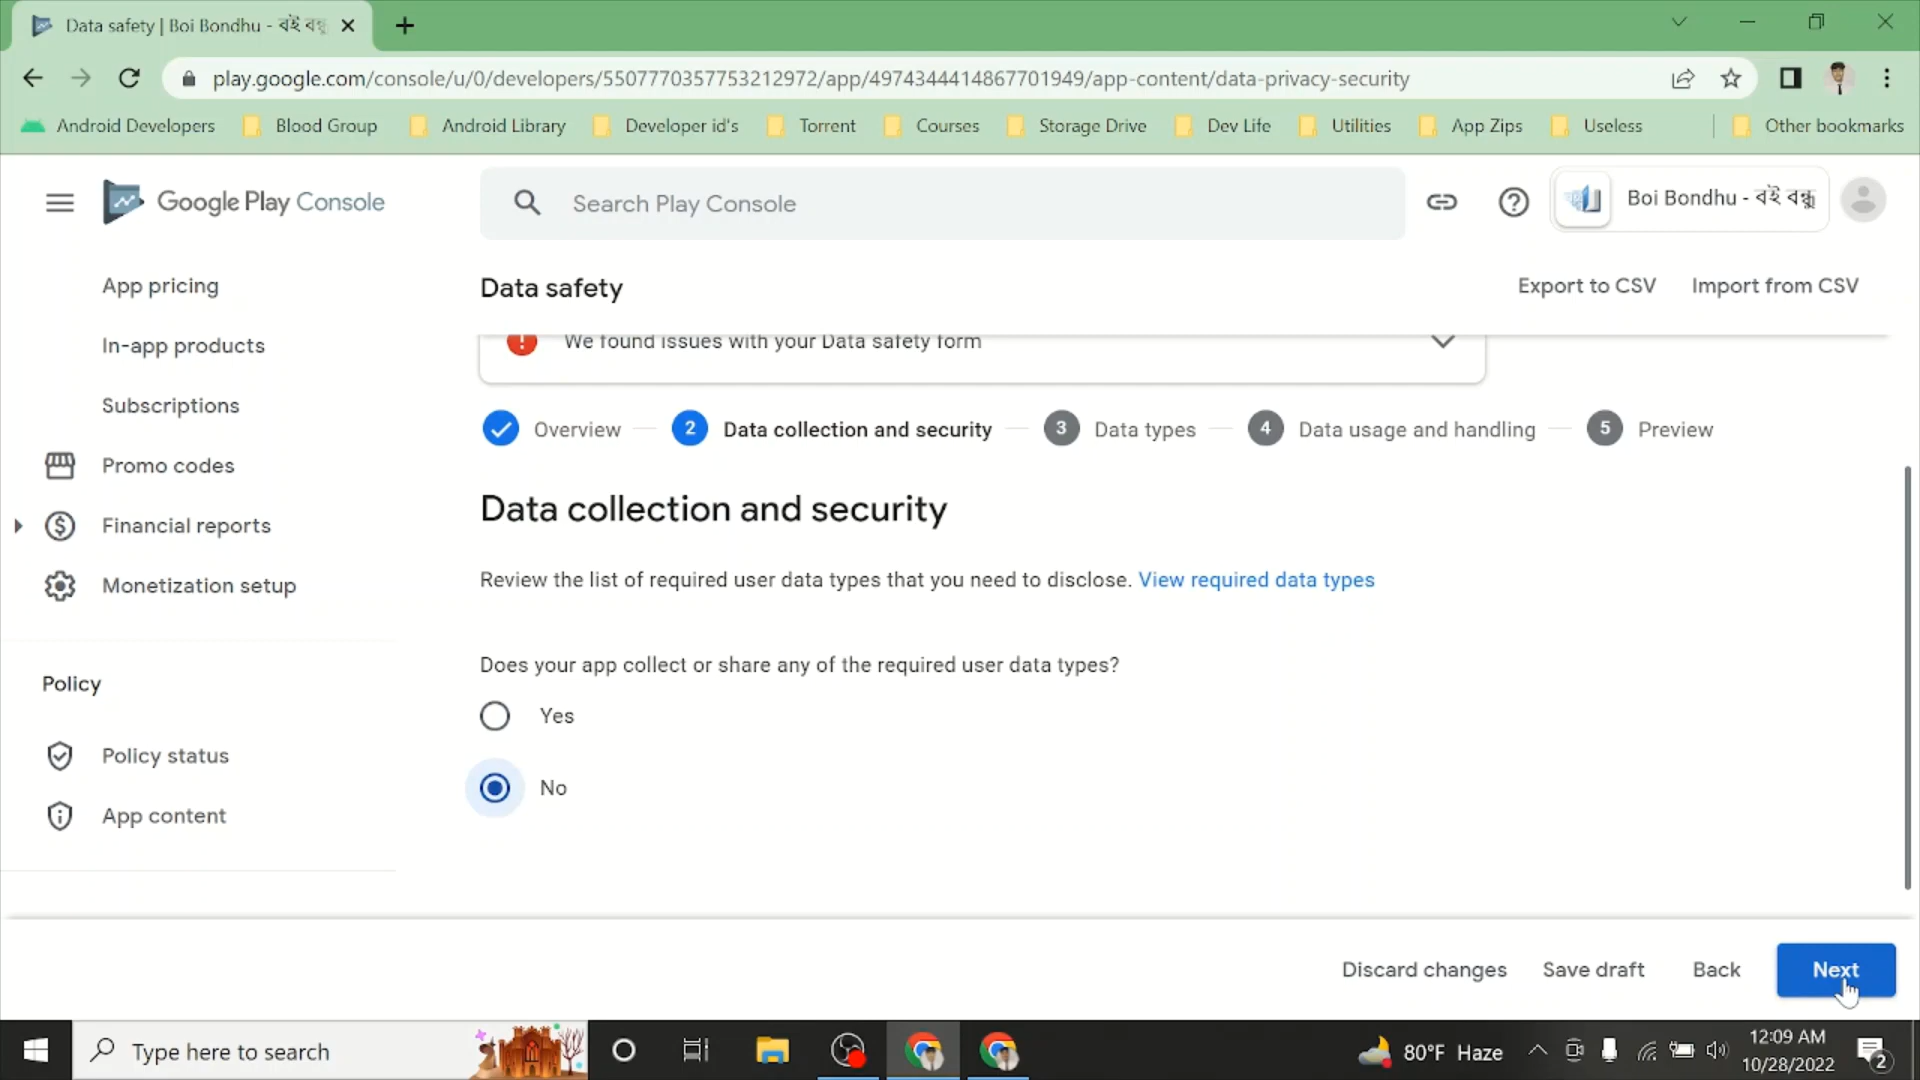 Data safety | Boi Bondhu - বই বন্ধু
play.google.com/console/u/0/developers/5507770357753212972/app/4974344414867701949/app-content/data-privacy-security
Android Developers Blood Group Android Library Developer id's Torrent Courses Storage Drive Dev Life Utilities App Zips Useless Other bookmarks
Google Play Console
Search Play Console
Boi Bondhu - বই বন্ধু
App pricing
In-app products
Subscriptions
Promo codes
Financial reports
Monetization setup
Policy
Policy status
App content
Data safety
Export to CSV Import from CSV
We found issues with your Data safety form
Overview 2 Data collection and security 3 Data types 4 Data usage and handling 5 Preview
Data collection and security
Review the list of required user data types that you need to disclose. View required data types
Does your app collect or share any of the required user data types?
Yes
No
Discard changes Save draft Back Next
Type here to search
80°F Haze
12:09 AM
10/28/2022
2